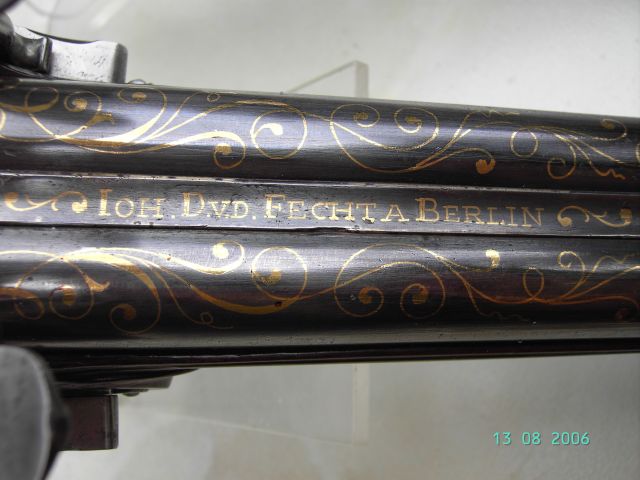 IOH. D.V.D. FECHT A BERLIN
13 08 2006